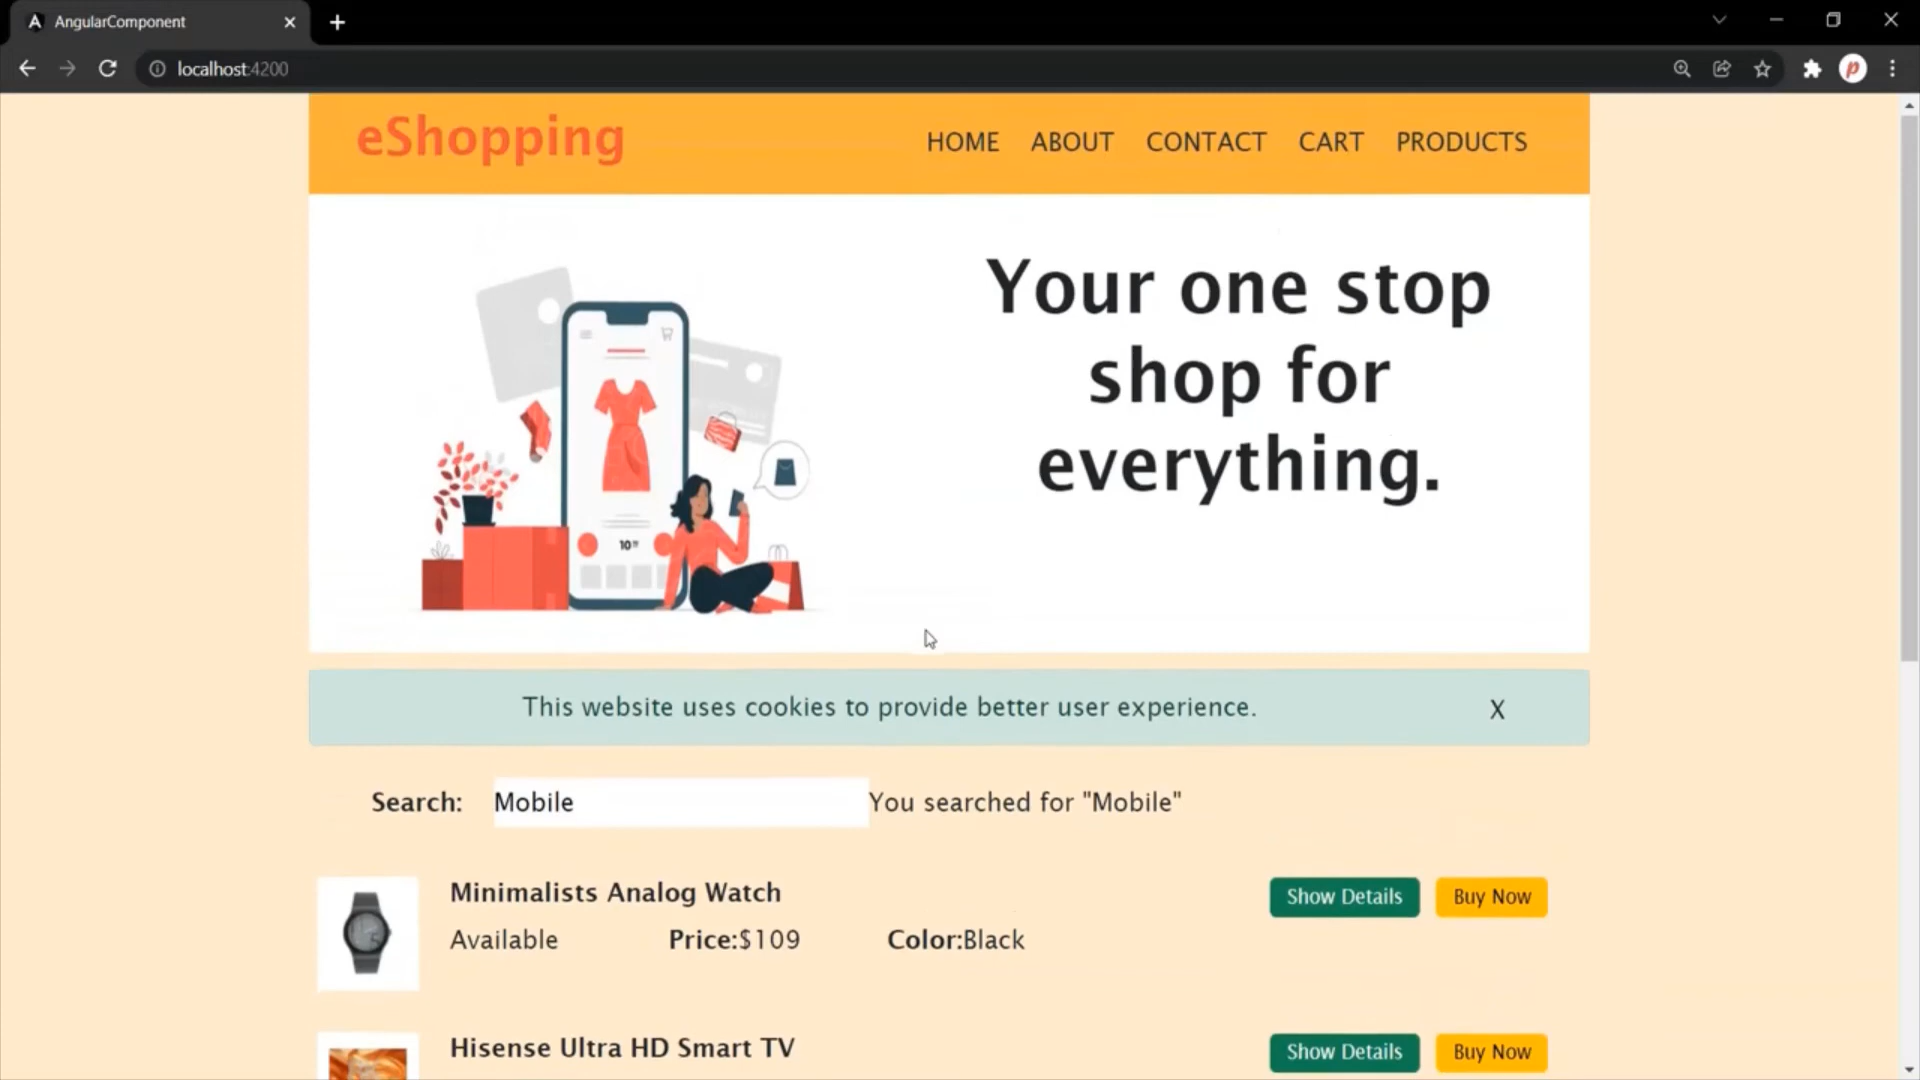 AngularComponent
localhost:4200
eShopping
HOME ABOUT CONTACT CART PRODUCTS
Your one stop
shop for
everything.
10
This website uses cookies to provide better user experience.
X
Search: Mobile You searched for "Mobile"
Minimalists Analog Watch
Show Details Buy Now
Available Price:$109 Color:Black
Hisense Ultra HD Smart TV
Show Details Buy Now